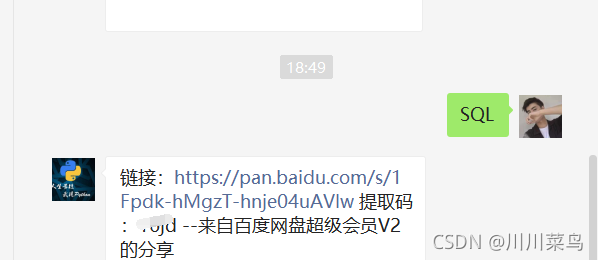 18:49
SQL
链接：https://pan.baidu.com/s/1
Fpdk-hMgzT-hnje04uAVlw 提取码
： --来自百度网盘超级会员V2
的分享
CSDN @川川菜鸟